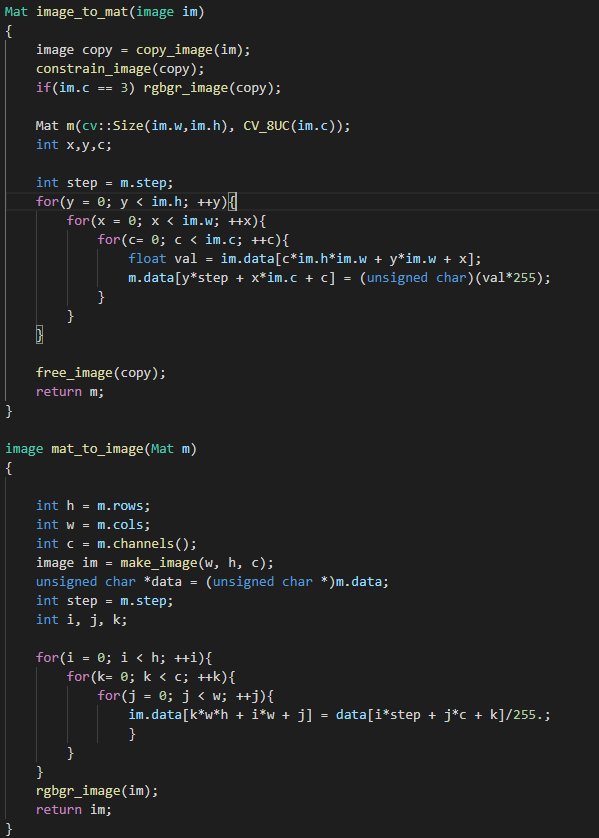 Mat image_to_mat(image im)
{
image copy = copy_image(im);
constrain_image(copy);
if(im.c == 3) rgbgr_image(copy);
Mat m(cv::Size(im.w,im.h), CV_8UC(im.c));
int x,y,c;
int step = m.step;
for(y = 0; y < im.h; ++y){
for(x = 0; x < im.w; ++x){
for(c= 0; c < im.c; ++c){
float val = im.data[c*im.h*im.w + y*im.w + x];
m.data[y*step + x*im.c + c] = (unsigned char)(val*255);
}
}
}
free_image(copy);
return m;
}
image mat_to_image(Mat m)
{
int h = m.rows;
int w = m.cols;
int c = m.channels();
image im = make_image(w, h, c);
unsigned char *data = (unsigned char *)m.data;
int step = m.step;
int i, j, k;
for(i = 0; i < h; ++i){
for(k= 0; k < c; ++k){
for(j = 0; j < w; ++j){
im.data[k*w*h + i*w + j] = data[i*step + j*c + k]/255.;
}
}
}
rgbgr_image(im);
return im;
}